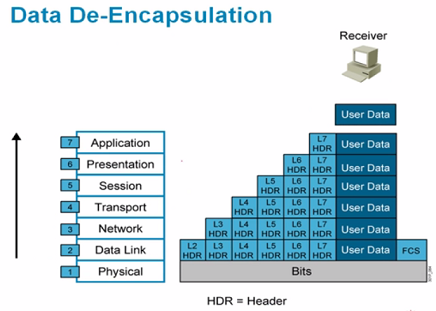 Data De-Encapsulation
Receiver
User Data
7 Application L7 HDR User Data
6 Presentation L6 HDR L7 HDR User Data
5 Session L5 HDR L6 HDR L7 HDR User Data
4 Transport L4 HDR L5 HDR L6 HDR L7 HDR User Data
3 Network L3 HDR L4 HDR L5 HDR L6 HDR L7 HDR User Data
2 Data Link L2 HDR L3 HDR L4 HDR L5 HDR L6 HDR L7 HDR User Data FCS
1 Physical Bits
HDR = Header